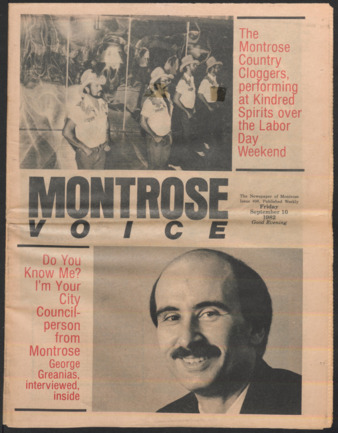 The
Montrose
Country
Cloggers,
performing
at Kindred
Spirits over
the Labor
Day
Weekend
MONTROSE
VOICE
The Newspaper of Montrose
Issue 098, Published Weekly
Friday
September 10
1982
Good Evening
Do You
Know Me?
I'm Your
City
Council-
person
from
Montrose
George
Greanias,
interviewed,
inside